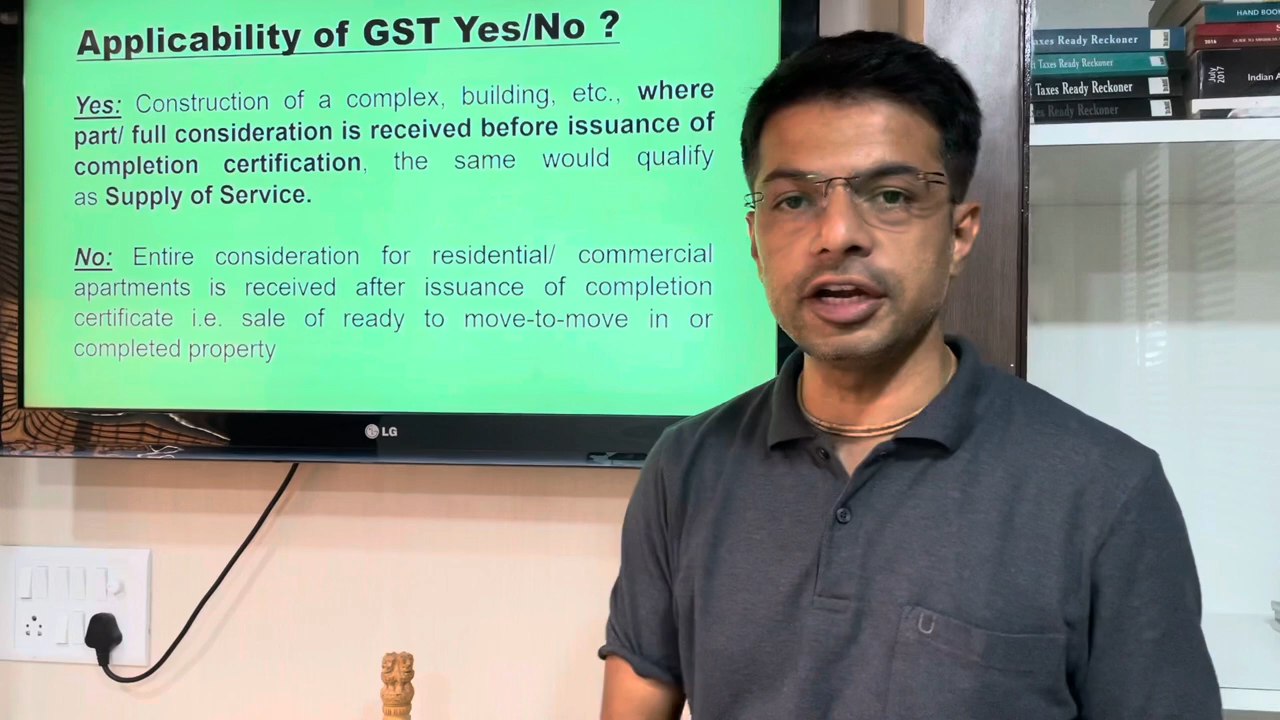 Applicability of GST Yes/No ?
Yes: Construction of a complex, building, etc., where
part/ full consideration is received before issuance of
completion certification, the same would qualify
as Supply of Service.
No: Entire consideration for residential/ commercial
apartments is received after issuance of completion
certificate i.e. sale of ready to move-to-move in or
completed property
LG
U
axes Ready Reckoner
t Taxes Ready Reckoner
t Taxes Ready Reckoner
Taxes Ready Reckoner
HAND BOO
2016
July
2017
Indian A